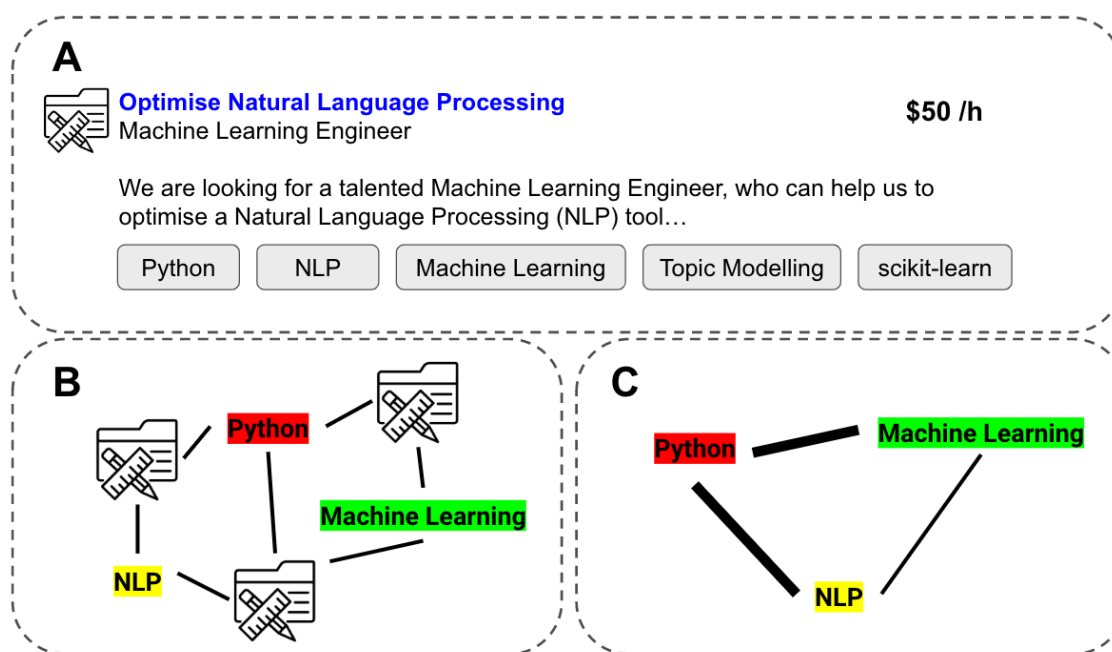 A
Optimise Natural Language Processing
$50 /h
Machine Learning Engineer
We are looking for a talented Machine Learning Engineer, who can help us to
optimise a Natural Language Processing (NLP) tool…
Python
NLP
Machine Learning
Topic Modelling
scikit-learn
B
Python
Machine Learning
NLP
C
Python
Machine Learning
NLP